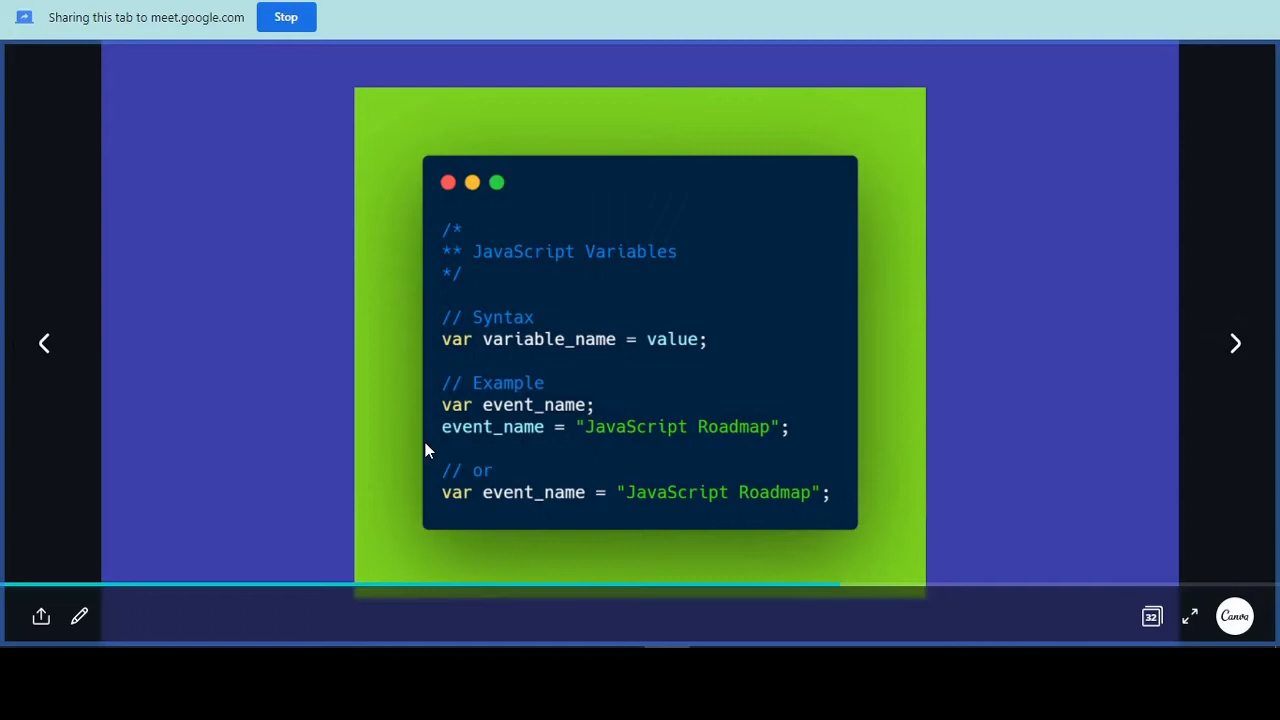 Sharing this tab to meet.google.com
Stop
/*
** JavaScript Variables
*/
// Syntax
var variable_name = value;
// Example
var event_name;
event_name = "JavaScript Roadmap";
// or
var event_name = "JavaScript Roadmap";
32
Canva